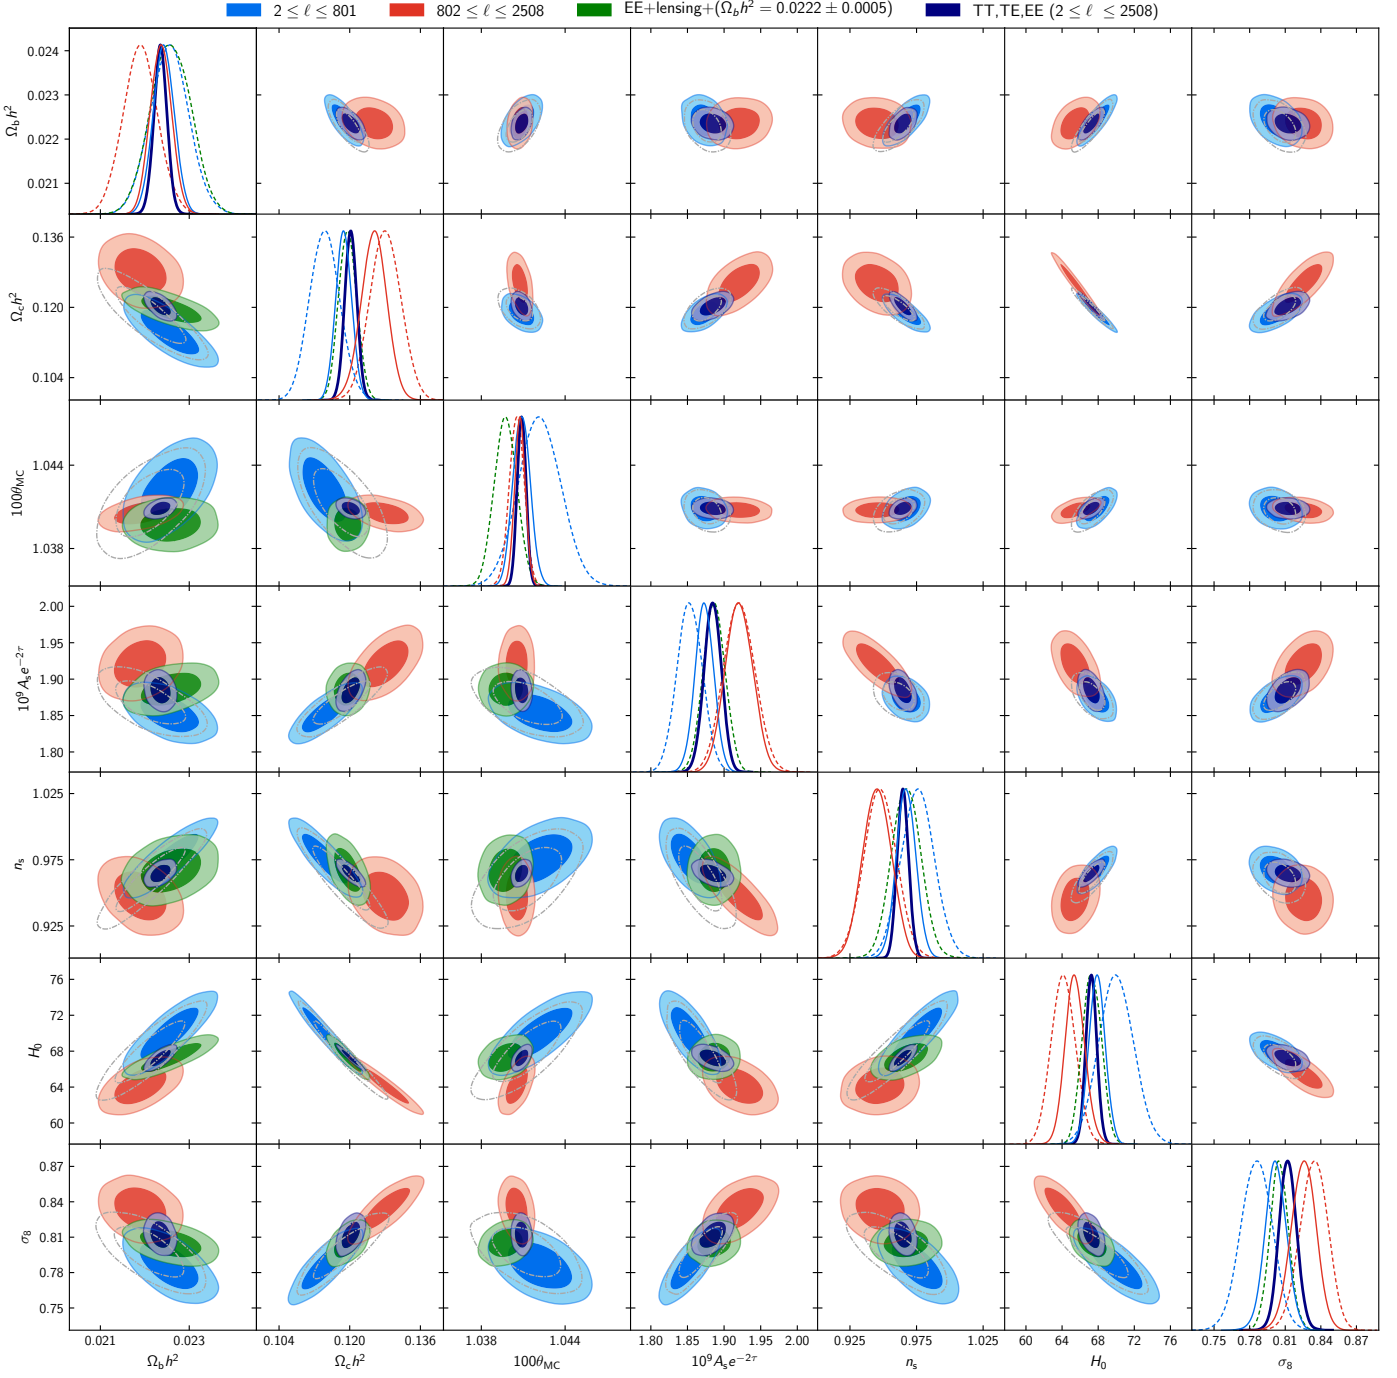 2 ≤ ℓ ≤ 801 802 ≤ ℓ ≤ 2508 EE+lensing+(Ω_b h² = 0.0222 ± 0.0005) TT,TE,EE (2 ≤ ℓ ≤ 2508)
0.024
0.023
0.022
0.021
Ω_b h²
0.136
0.120
0.104
Ω_c h²
1.044
1.038
100θ_MC
2.00
1.95
1.90
1.85
1.80
10⁹A_s e^{−2τ}
1.025
0.975
0.925
n_s
76
72
68
64
60
H_0
0.87
0.84
0.81
0.78
0.75
σ_8
0.021 0.023 0.104 0.120 0.136 1.038 1.044 1.80 1.85 1.90 1.95 2.00 0.925 0.975 1.025 60 64 68 72 76 0.75 0.78 0.81 0.84 0.87
Ω_b h² Ω_c h² 100θ_MC 10⁹A_s e^{−2τ} n_s H_0 σ_8